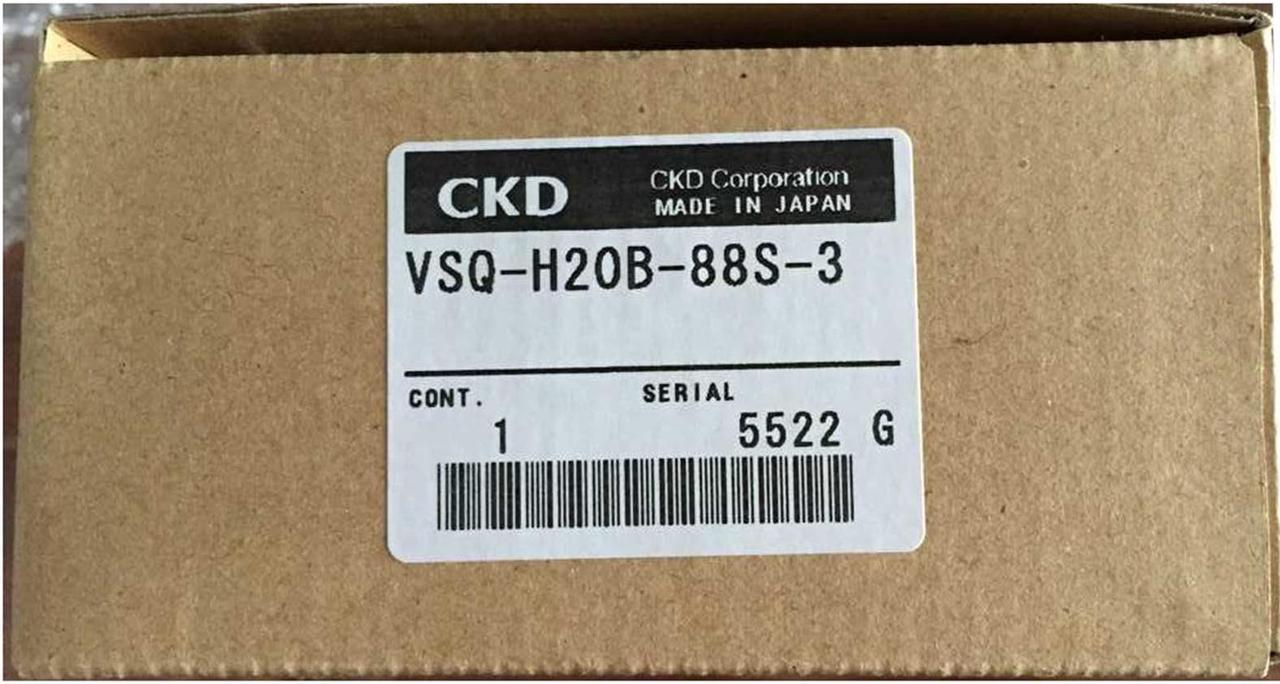 CKD
CKD Corporation
MADE IN JAPAN
VSQ-H20B-88S-3
CONT. SERIAL
1 5522 G